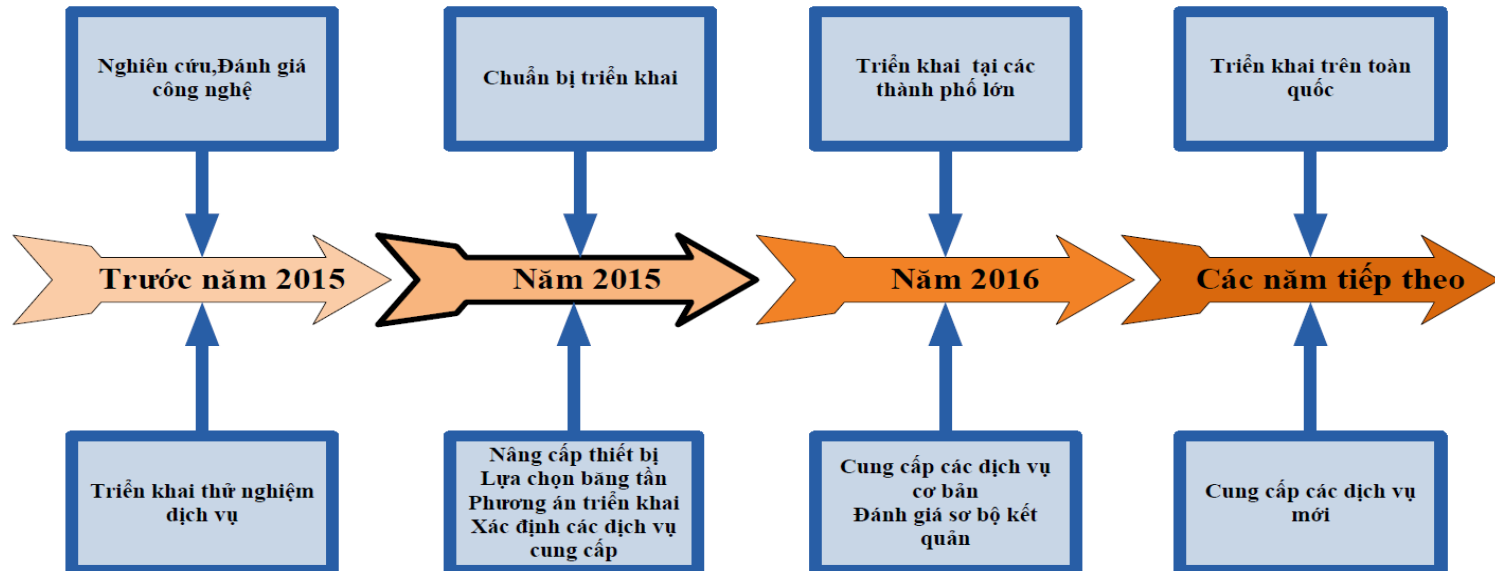 Nghiên cứu,Đánh giá
công nghệ
Chuẩn bị triển khai
Triển khai tại các
thành phố lớn
Triển khai trên toàn
quốc
Trước năm 2015
Năm 2015
Năm 2016
Các năm tiếp theo
Triển khai thử nghiệm
dịch vụ
Nâng cấp thiết bị
Lựa chọn băng tần
Phương án triển khai
Xác định các dịch vụ
cung cấp
Cung cấp các dịch vụ
cơ bản
Đánh giá sơ bộ kết
quản
Cung cấp các dịch vụ
mới